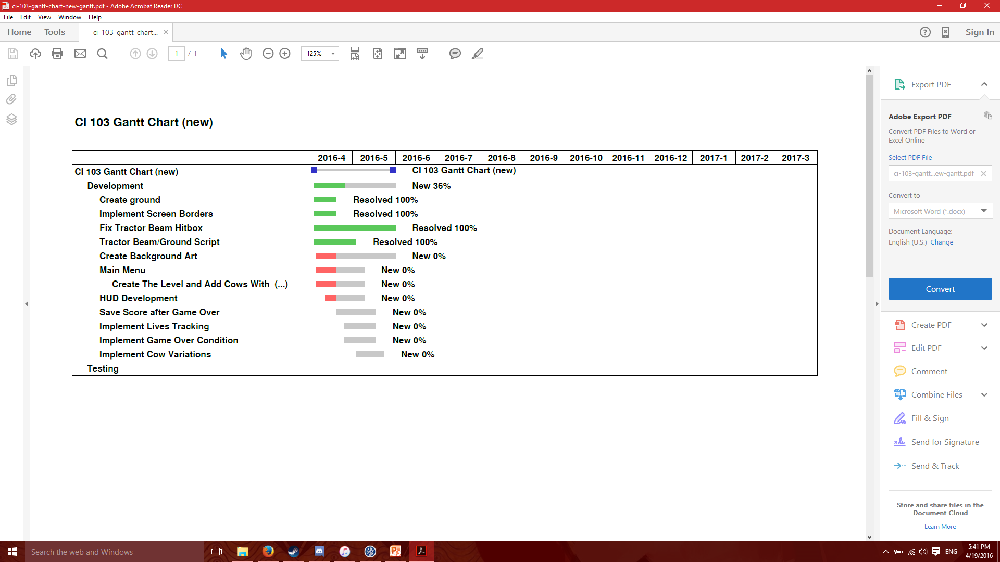 ci-103-gantt-chart-new-gantt.pdf - Adobe Acrobat Reader DC
File Edit View Window Help
Home Tools ci-103-gantt-chart... × Sign In
1 / 1 125%
Export PDF
Adobe Export PDF
Convert PDF Files to Word or
Excel Online
Select PDF File
ci-103-gantt...ew-gantt.pdf
Convert to
Microsoft Word (*.docx)
Document Language:
English (U.S.) Change
Convert
Create PDF
Edit PDF
Comment
Combine Files
Fill & Sign
Send for Signature
Send & Track
Store and share files in the
Document Cloud
Learn More
CI 103 Gantt Chart (new)
2016-4 2016-5 2016-6 2016-7 2016-8 2016-9 2016-10 2016-11 2016-12 2017-1 2017-2 2017-3
CI 103 Gantt Chart (new) CI 103 Gantt Chart (new)
Development New 36%
Create ground Resolved 100%
Implement Screen Borders Resolved 100%
Fix Tractor Beam Hitbox Resolved 100%
Tractor Beam/Ground Script Resolved 100%
Create Background Art New 0%
Main Menu New 0%
Create The Level and Add Cows With (...) New 0%
HUD Development New 0%
Save Score after Game Over New 0%
Implement Lives Tracking New 0%
Implement Game Over Condition New 0%
Implement Cow Variations New 0%
Testing
Search the web and Windows
ENG
5:41 PM
4/19/2016